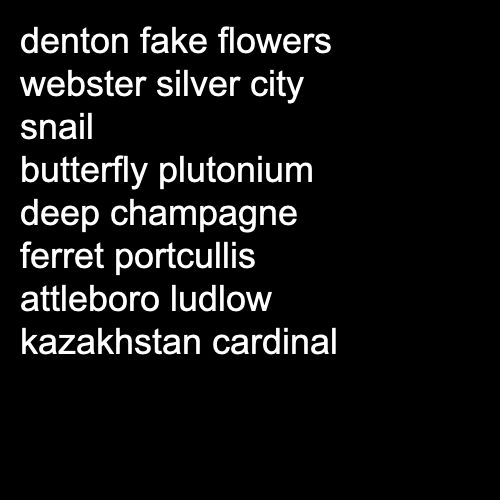 denton fake flowers
webster silver city
snail
butterfly plutonium
deep champagne
ferret portcullis
attleboro ludlow
kazakhstan cardinal